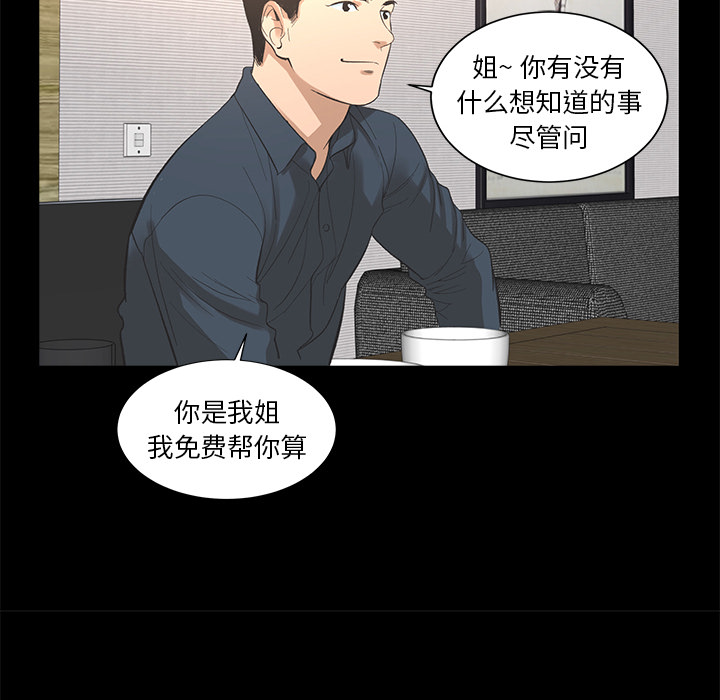 姐~ 你有没有
什么想知道的事
尽管问
你是我姐
我免费帮你算